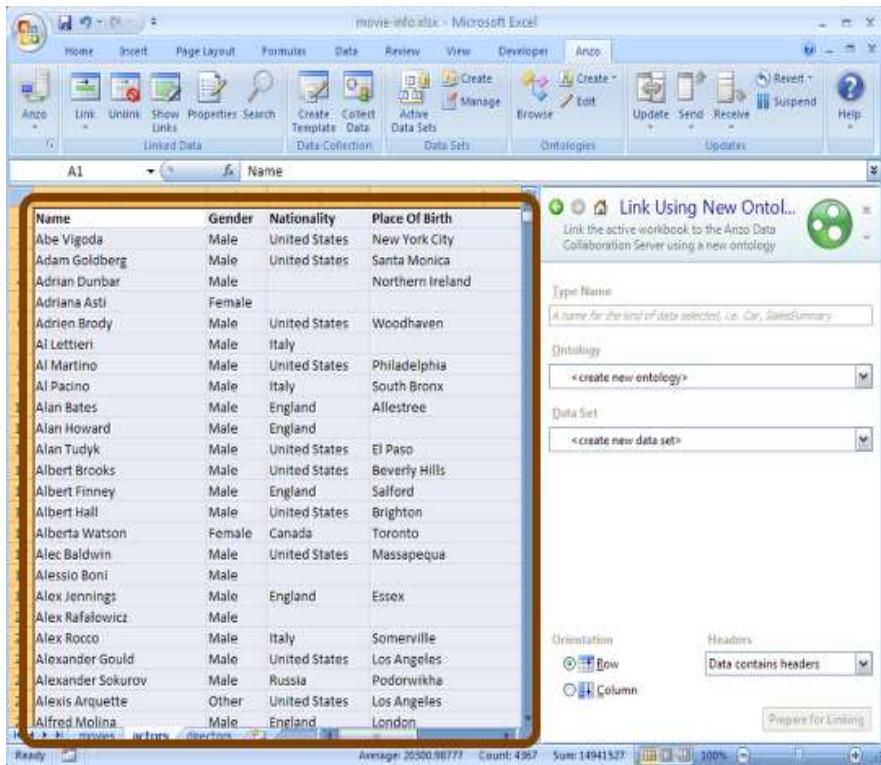 movie-info.xlsx - Microsoft Excel
Home Insert Page Layout Formulas Data Review View Developer Anzo
Anzo Link Unlink Show Links Properties Search Create Template Collect Data Active Data Sets Create Manage Browse Create Edit Update Send Receive Revert Suspend Help
Linked Data Data Collection Data Sets Ontologies Updates
A1 fx Name
Name Gender Nationality Place Of Birth
Abe Vigoda Male United States New York City
Adam Goldberg Male United States Santa Monica
Adrian Dunbar Male Northern Ireland
Adriana Asti Female
Adrien Brody Male United States Woodhaven
Al Lettieri Male Italy
Al Martino Male United States Philadelphia
Al Pacino Male Italy South Bronx
Alan Bates Male England Allestree
Alan Howard Male England
Alan Tudyk Male United States El Paso
Albert Brooks Male United States Beverly Hills
Albert Finney Male England Salford
Albert Hall Male United States Brighton
Alberta Watson Female Canada Toronto
Alec Baldwin Male United States Massapequa
Alessio Boni Male
Alex Jennings Male England Essex
Alex Rafalowicz Male
Alex Rocco Male Italy Somerville
Alexander Gould Male United States Los Angeles
Alexander Sokurov Male Russia Podorwikha
Alexis Arquette Other United States Los Angeles
Alfred Molina Male England London
movies actors directors
Link Using New Ontol...
Link the active workbook to the Anzo Data
Collaboration Server using a new ontology
Type Name
A name for the kind of data selected, i.e. Car, SalesSummary
Ontology
<create new ontology>
Data Set
<create new data set>
Orientation Headers
Row Data contains headers
Column
Prepare for Linking
Ready Average: 20300.98777 Count: 4967 Sum: 14941527 100%